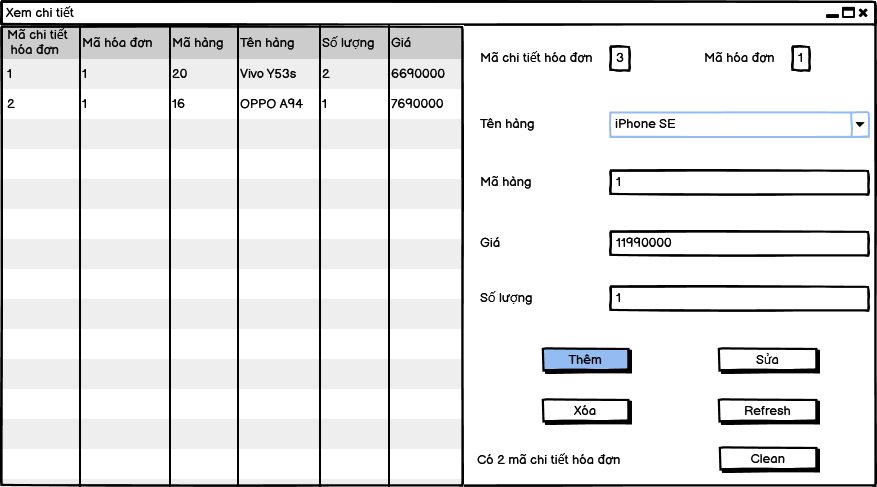 Xem chi tiết
Mã chi tiết hóa đơn Mã hóa đơn Mã hàng Tên hàng Số lượng Giá
1 1 20 Vivo Y53s 2 6690000
2 1 16 OPPO A94 1 7690000
Mã chi tiết hóa đơn 3 Mã hóa đơn 1
Tên hàng iPhone SE
Mã hàng 1
Giá 11990000
Số lượng 1
Thêm Sửa
Xóa Refresh
Có 2 mã chi tiết hóa đơn Clean